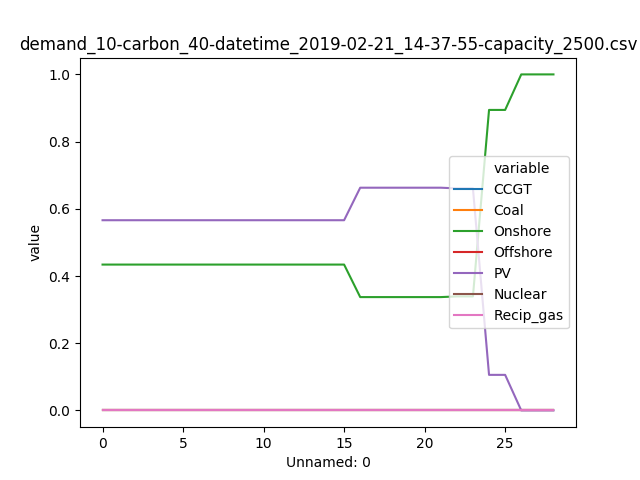 demand_10-carbon_40-datetime_2019-02-21_14-37-55-capacity_2500.csv
1.0
0.8
0.6
0.4
0.2
0.0
value
variable
CCGT
Coal
Onshore
Offshore
PV
Nuclear
Recip_gas
0 5 10 15 20 25
Unnamed: 0